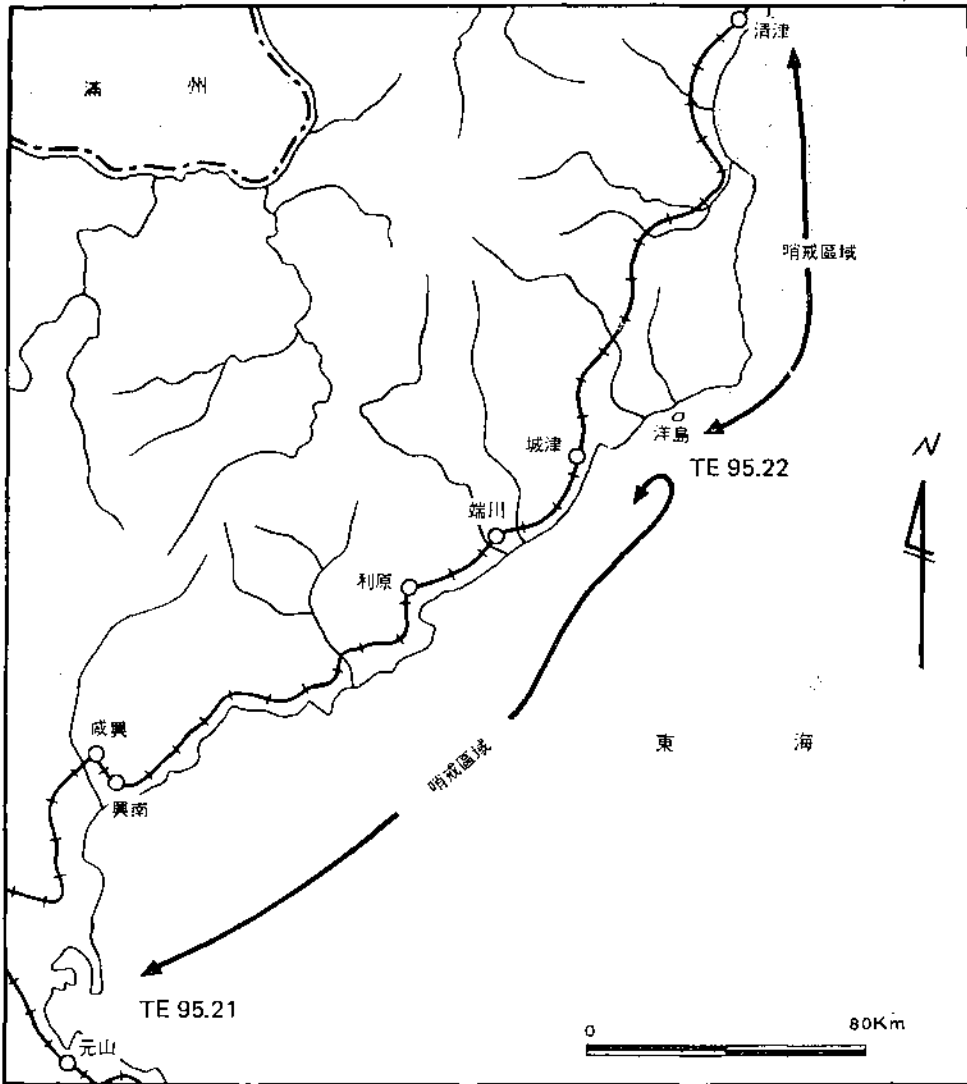 清津
滿 州
哨戒區域
洋島
城津
TE 95.22
N
端川
利原
東 海
咸興
哨戒區域
興南
TE 95.21
元山
0 80Km